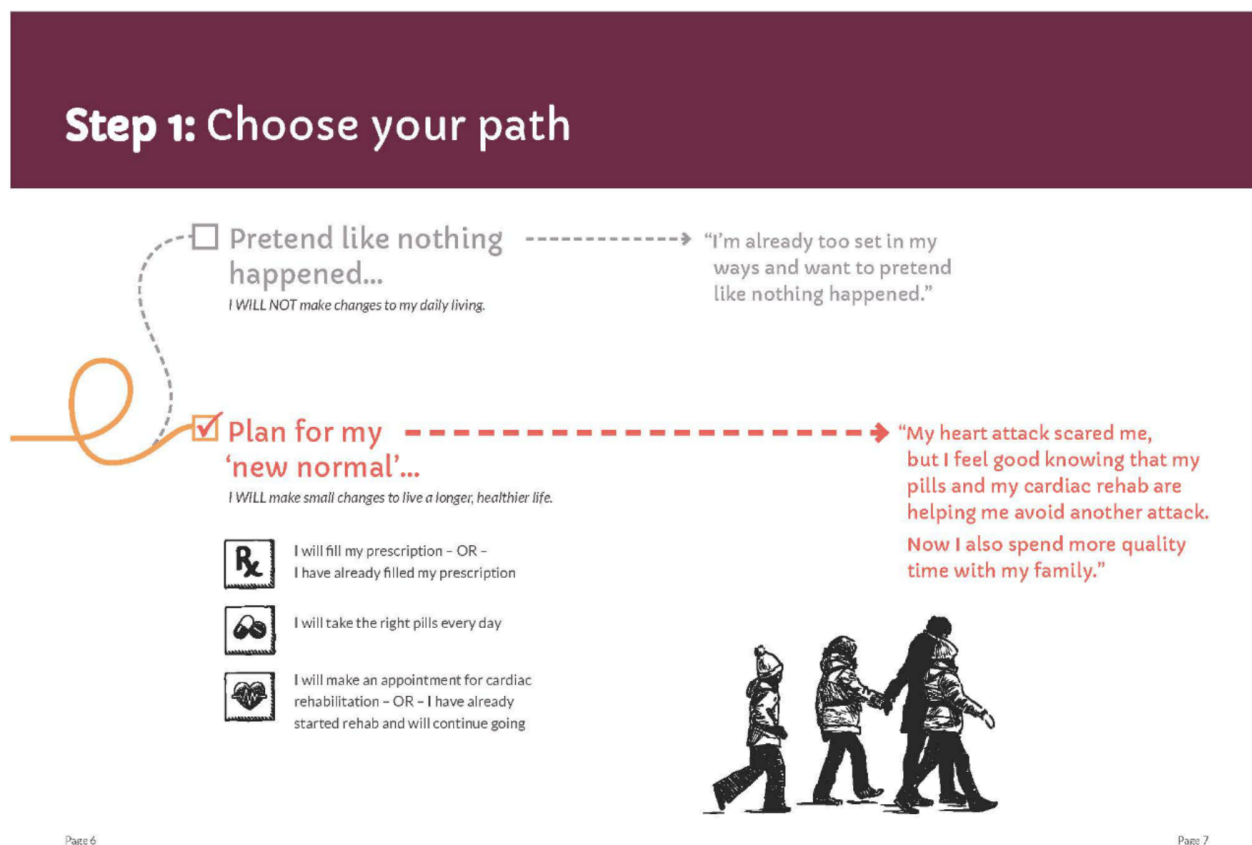 Step 1: Choose your path
Pretend like nothing
happened...
I WILL NOT make changes to my daily living.
“I’m already too set in my
ways and want to pretend
like nothing happened.”
Plan for my
‘new normal’...
I WILL make small changes to live a longer, healthier life.
“My heart attack scared me,
but I feel good knowing that my
pills and my cardiac rehab are
helping me avoid another attack.
Now I also spend more quality
time with my family.”
Rx
I will fill my prescription – OR –
I have already filled my prescription
I will take the right pills every day
I will make an appointment for cardiac
rehabilitation – OR – I have already
started rehab and will continue going
Page 6
Page 7